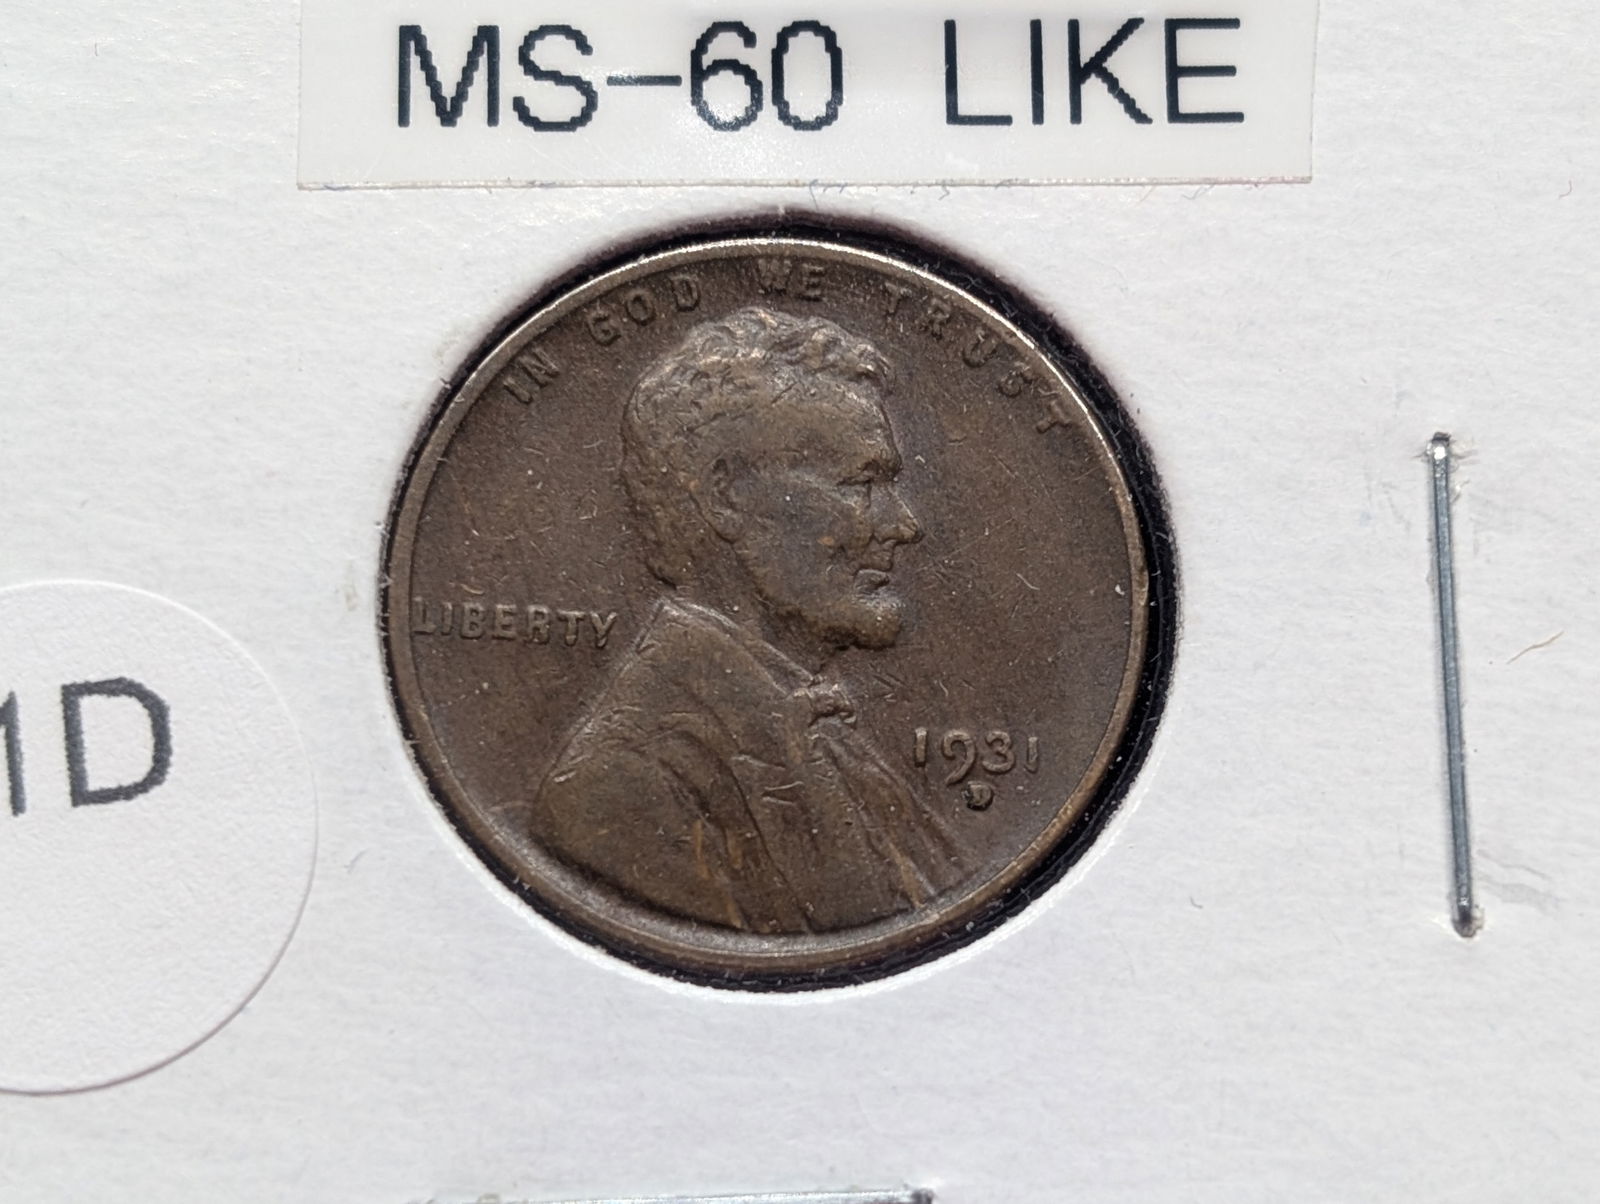 MS-60 LIKE
IN GOD WE TRUST
LIBERTY
1931
D
1D